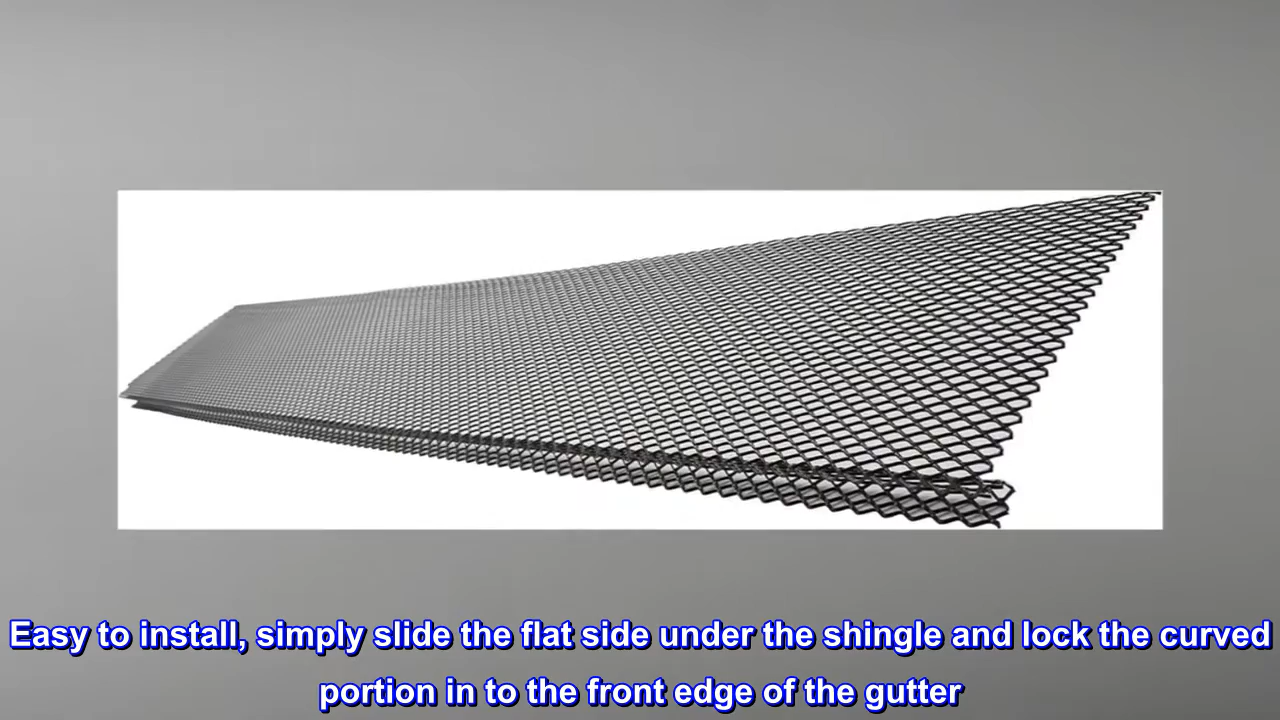 Easy to install, simply slide the flat side under the shingle and lock the curved
portion in to the front edge of the gutter